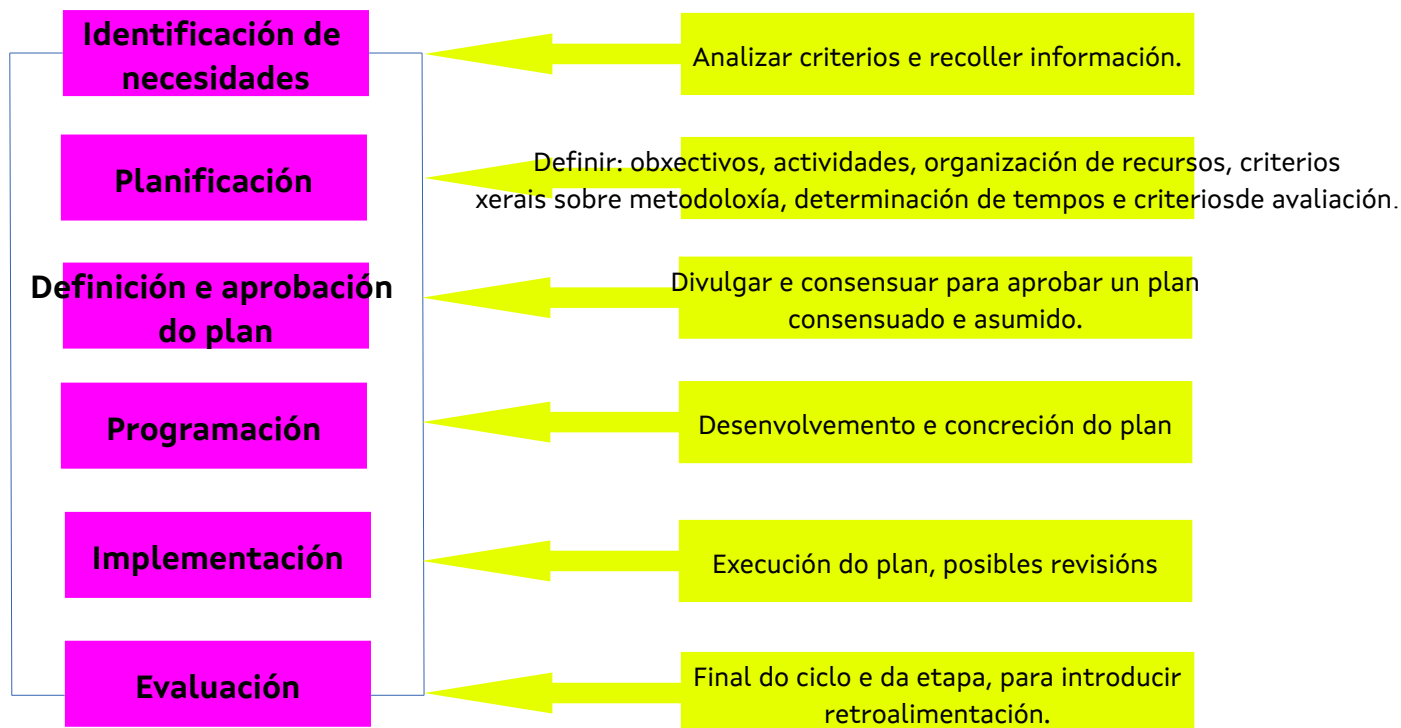 Identificación de
necesidades
Analizar criterios e recoller información.
Planificación
Definir: obxectivos, actividades, organización de recursos, criterios
xerais sobre metodoloxía, determinación de tempos e criteriosde avaliación.
Definición e aprobación
do plan
Divulgar e consensuar para aprobar un plan
consensuado e asumido.
Programación
Desenvolvemento e concreción do plan
Implementación
Execución do plan, posibles revisións
Evaluación
Final do ciclo e da etapa, para introducir
retroalimentación.